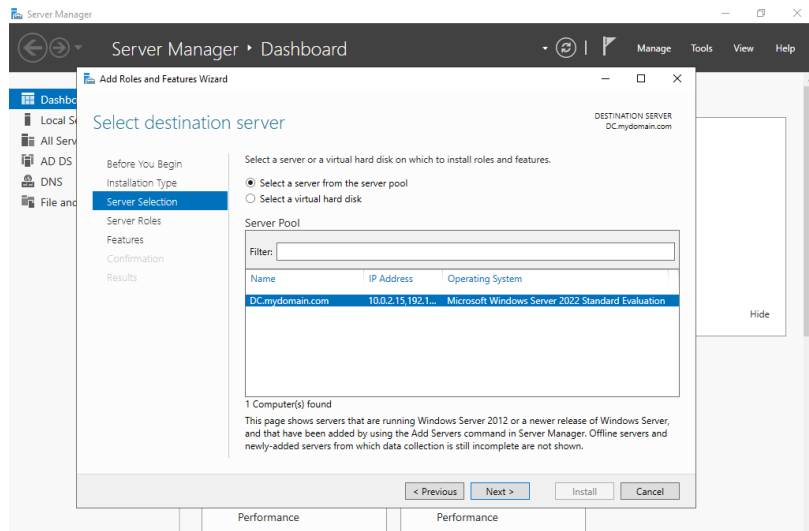 Server Manager
Server Manager • Dashboard
Manage Tools View Help
Add Roles and Features Wizard
Dashbo
Local Se
All Serv
AD DS
DNS
File and
Select destination server
DESTINATION SERVER
DC.mydomain.com
Before You Begin
Installation Type
Server Selection
Server Roles
Features
Confirmation
Results
Select a server or a virtual hard disk on which to install roles and features.
Select a server from the server pool
Select a virtual hard disk
Server Pool
Filter:
Name IP Address Operating System
DC.mydomain.com 10.0.2.15,192.1... Microsoft Windows Server 2022 Standard Evaluation
1 Computer(s) found
This page shows servers that are running Windows Server 2012 or a newer release of Windows Server,
and that have been added by using the Add Servers command in Server Manager. Offline servers and
newly-added servers from which data collection is still incomplete are not shown.
< Previous Next > Install Cancel
Hide
Performance Performance